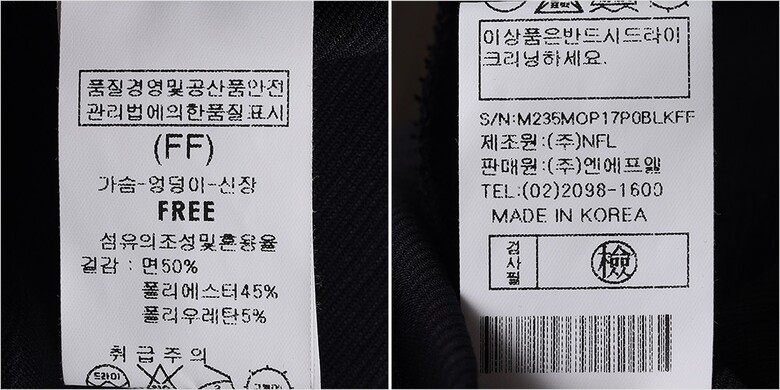 품질경영및공산품안전
관리법에의한품질표시
(FF)
가슴-엉덩이-신장
FREE
섬유의조성및혼용율
겉감 : 면50%
폴리에스터45%
폴리우레탄5%
취급주의
드라이
이상품은반드시드라이
크리닝하세요.
S/N:M235MOP17P0BLKFF
제조원:(주)NFL
판매원:(주)엔에프엘
TEL:(02)2098-1600
MADE IN KOREA
검사필
檢